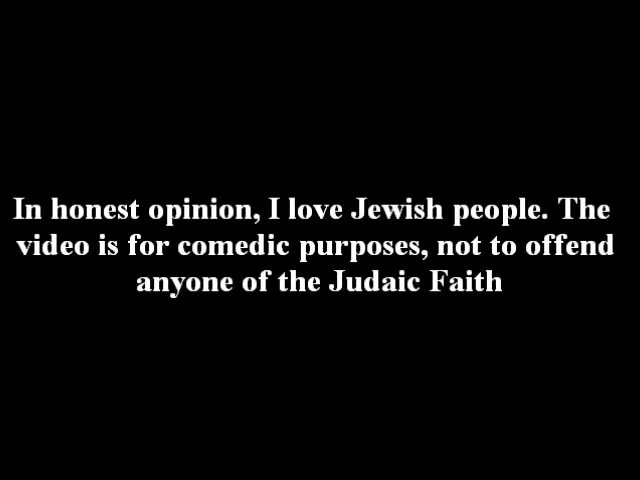 In honest opinion, I love Jewish people. The
video is for comedic purposes, not to offend
anyone of the Judaic Faith